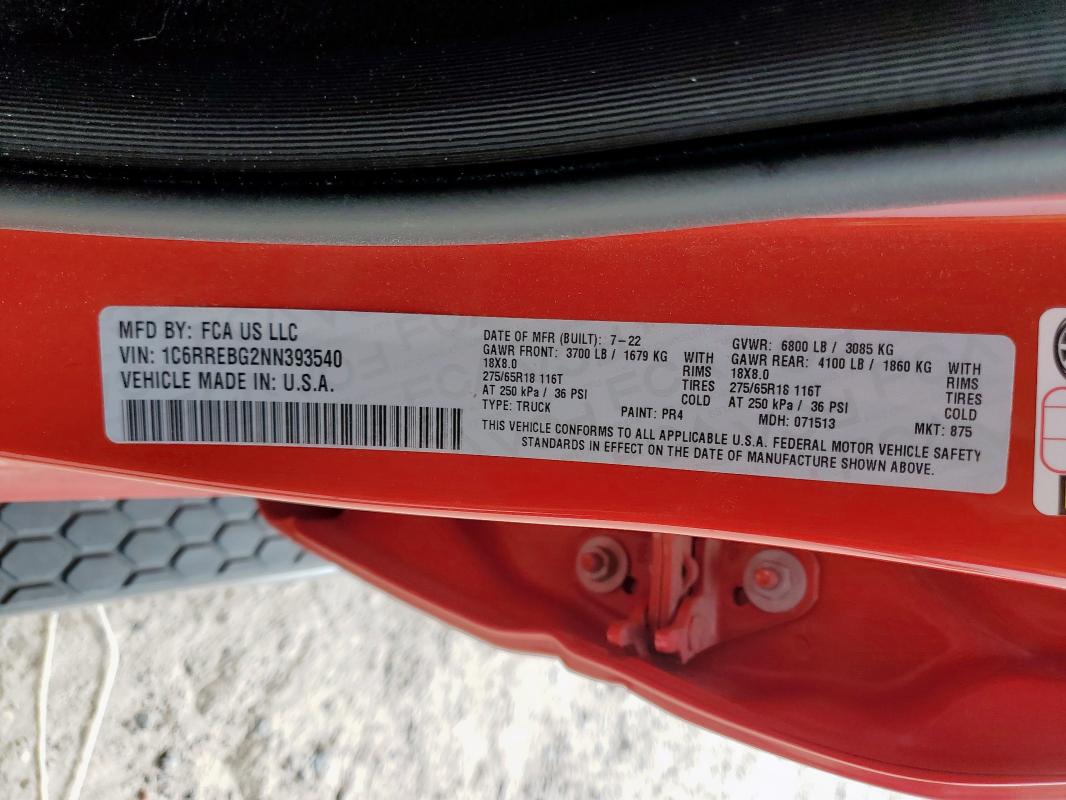 MFD BY: FCA US LLC
VIN: 1C6RREBG2NN393540
VEHICLE MADE IN: U.S.A.
DATE OF MFR (BUILT): 7-22
GAWR FRONT: 3700 LB / 1679 KG WITH
18X8.0 RIMS
275/65R18 116T TIRES
AT 250 kPa / 36 PSI COLD
TYPE: TRUCK PAINT: PR4
GVWR: 6800 LB / 3085 KG
GAWR REAR: 4100 LB / 1860 KG WITH
18X8.0 RIMS
275/65R18 116T TIRES
AT 250 kPa / 36 PSI COLD
MDH: 071513 MKT: 875
THIS VEHICLE CONFORMS TO ALL APPLICABLE U.S.A. FEDERAL MOTOR VEHICLE SAFETY
STANDARDS IN EFFECT ON THE DATE OF MANUFACTURE SHOWN ABOVE.